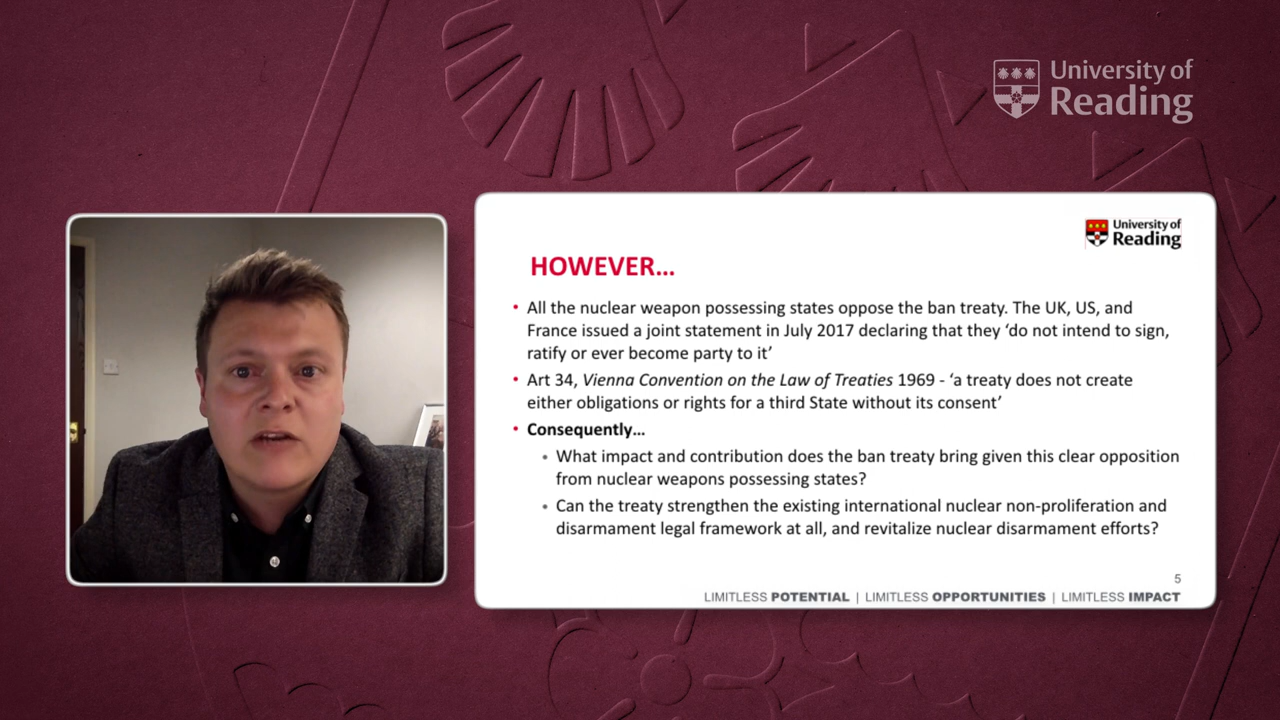 University of
Reading
University of
Reading
HOWEVER...
• All the nuclear weapon possessing states oppose the ban treaty. The UK, US, and
France issued a joint statement in July 2017 declaring that they ‘do not intend to sign,
ratify or ever become party to it’
• Art 34, Vienna Convention on the Law of Treaties 1969 - ‘a treaty does not create
either obligations or rights for a third State without its consent’
• Consequently...
• What impact and contribution does the ban treaty bring given this clear opposition
from nuclear weapons possessing states?
• Can the treaty strengthen the existing international nuclear non-proliferation and
disarmament legal framework at all, and revitalize nuclear disarmament efforts?
5
LIMITLESS POTENTIAL | LIMITLESS OPPORTUNITIES | LIMITLESS IMPACT